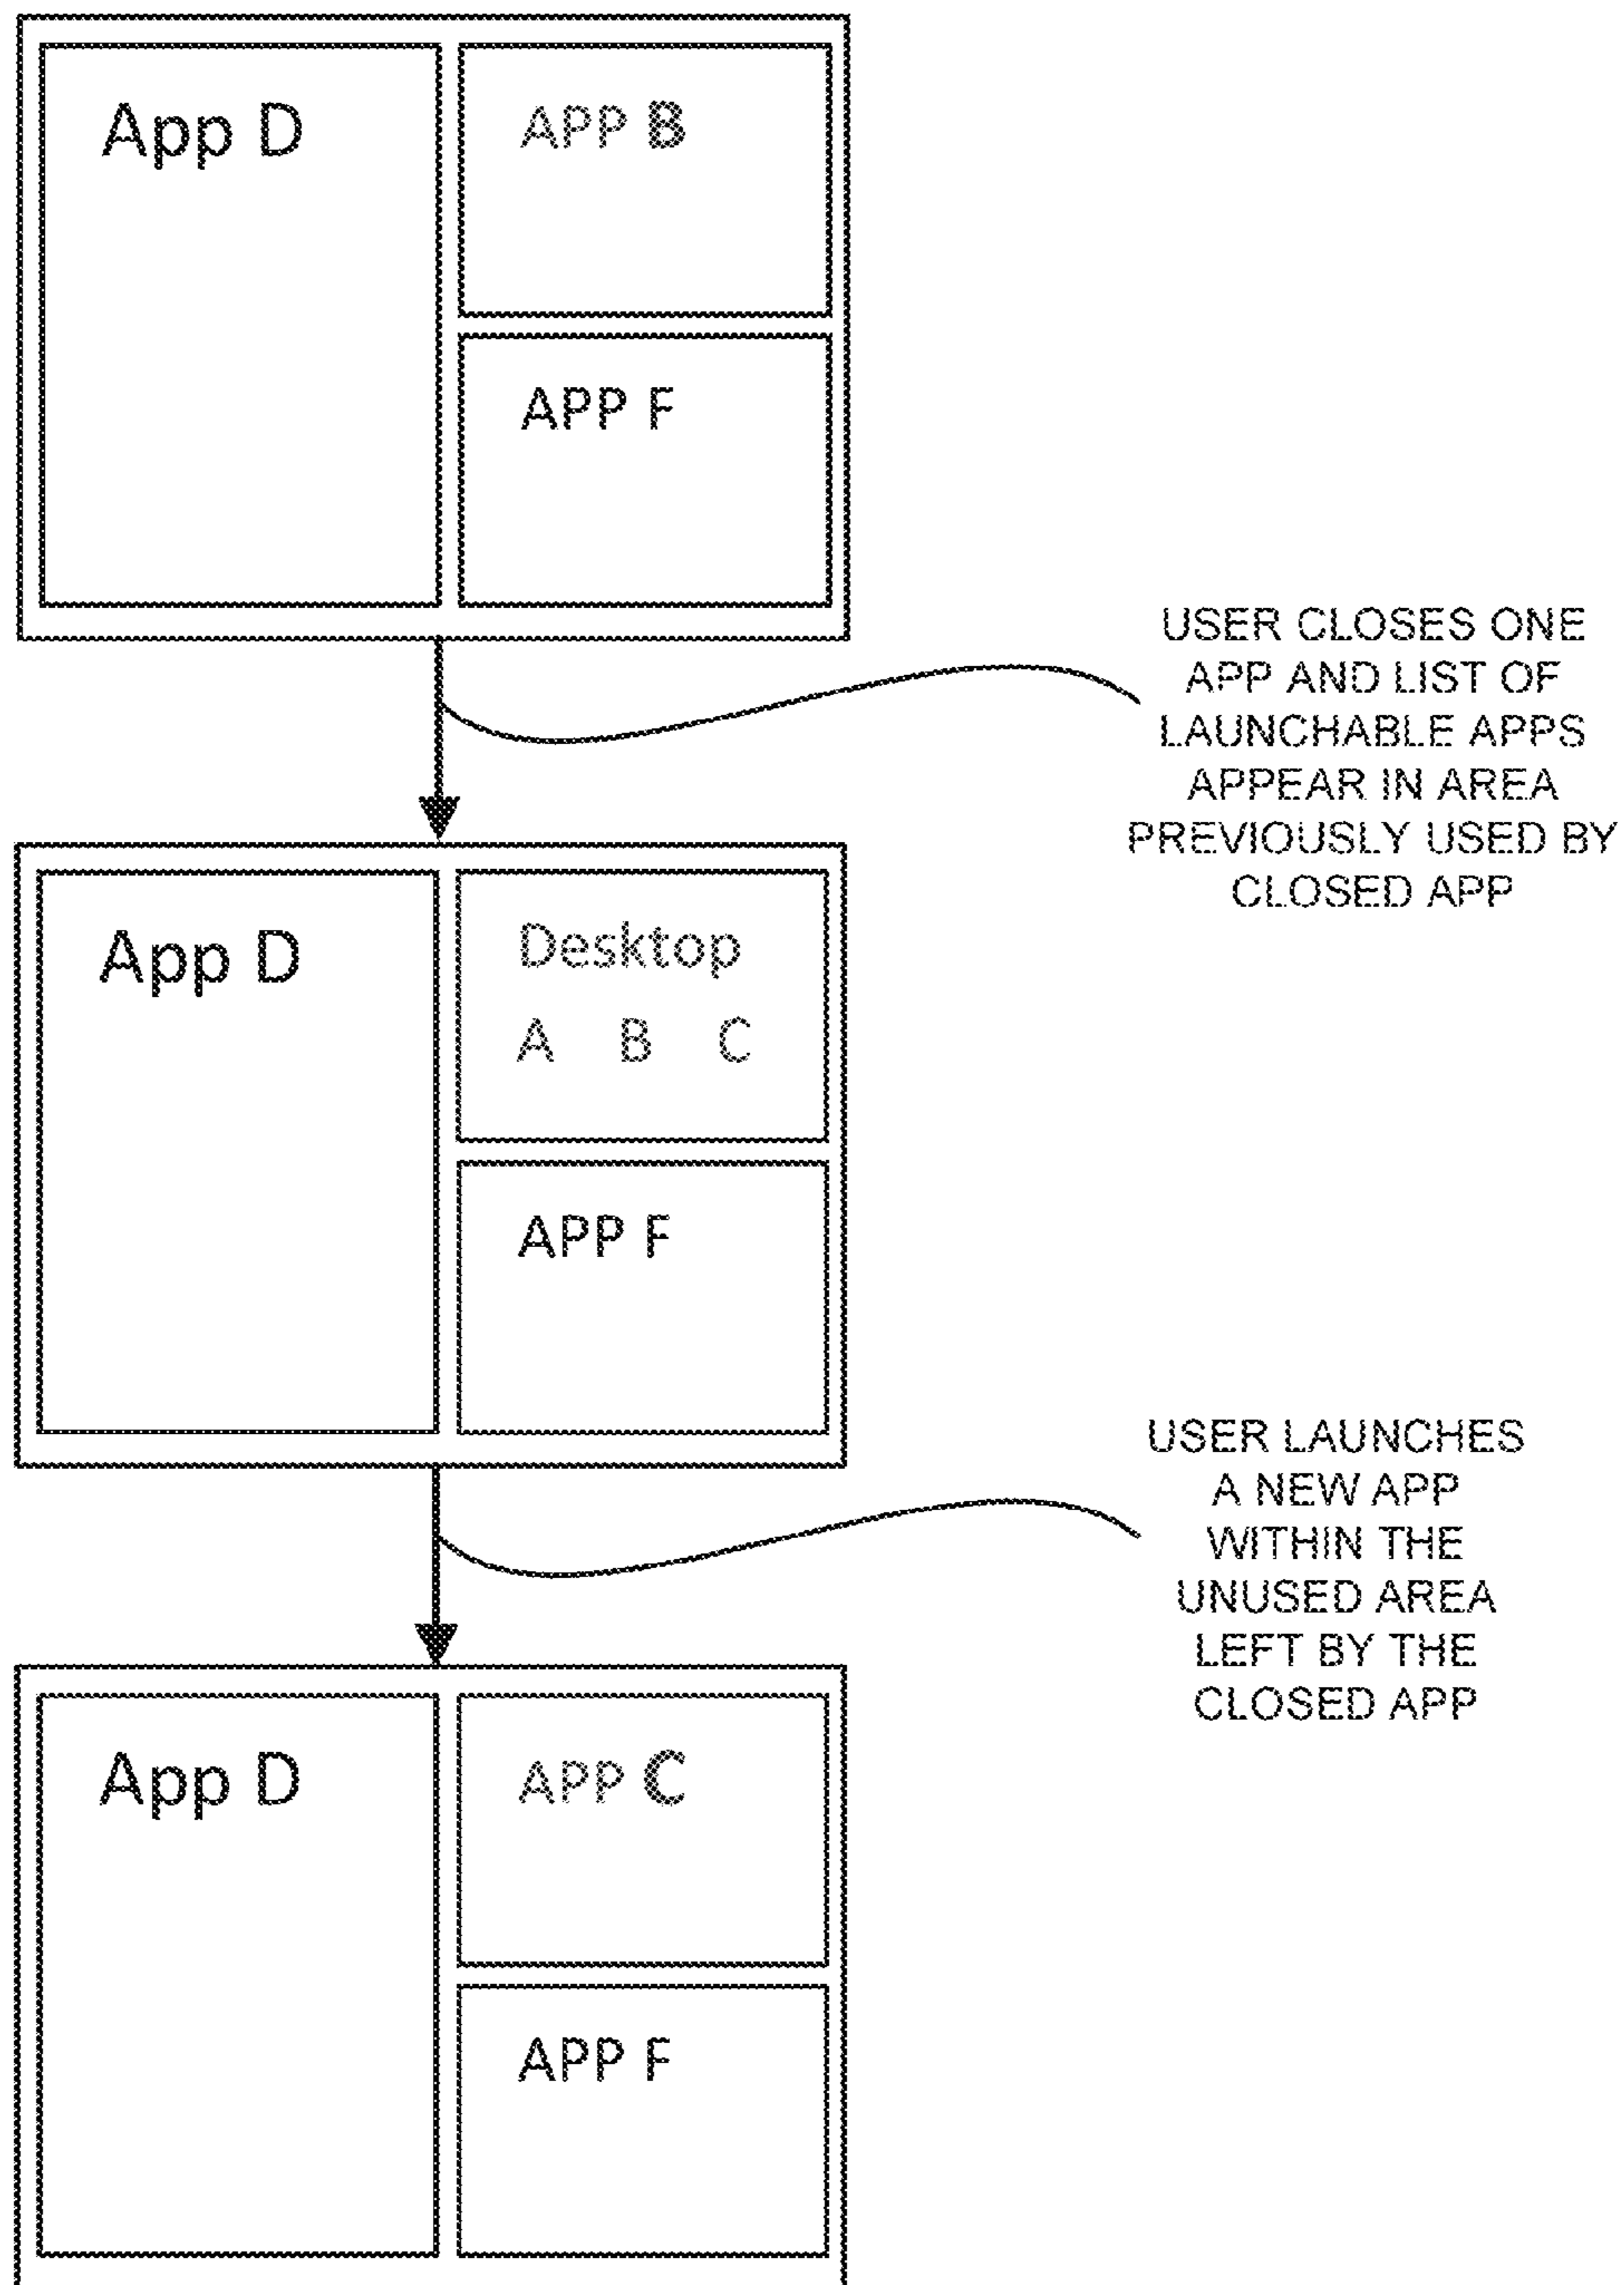 App D
APP B
APP F
USER CLOSES ONE
APP AND LIST OF
LAUNCHABLE APPS
APPEAR IN AREA
PREVIOUSLY USED BY
CLOSED APP
App D
Desktop
A B C
APP F
USER LAUNCHES
A NEW APP
WITHIN THE
UNUSED AREA
LEFT BY THE
CLOSED APP
App D
APP C
APP F